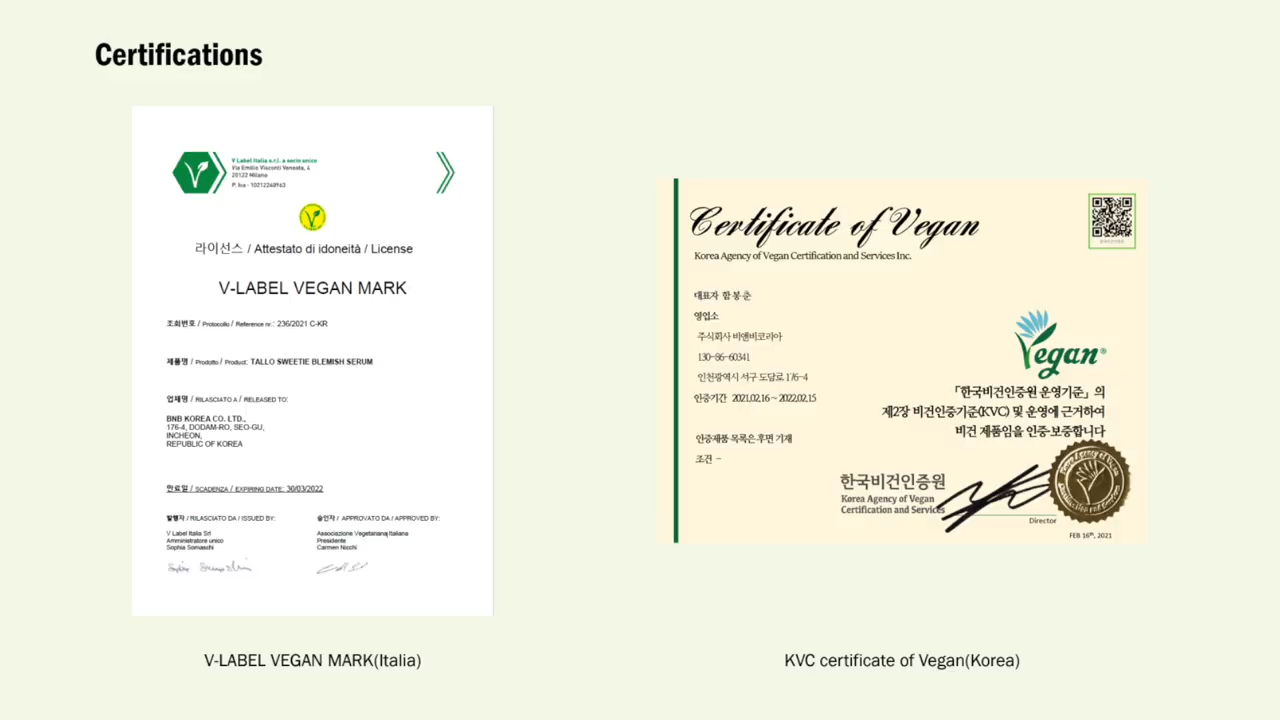 Certifications
V Label Italia s.r.l. a socio unico
Via Emilio Visconti Venosta, 4
20122 Milano
P. Iva - 10212248963
라이선스 / Attestato di idoneità / License
V-LABEL VEGAN MARK
조회번호 / Protocollo / Reference nr.: 236/2021 C-KR
제품명 / Prodotto / Product: TALLO SWEETIE BLEMISH SERUM
업체명 / RILASCIATO A / RELEASED TO:
BNB KOREA CO. LTD.,
176-4, DODAM-RO, SEO-GU,
INCHEON,
REPUBLIC OF KOREA
만료일 / SCADENZA / EXPIRING DATE: 30/03/2022
발행자 / RILASCIATO DA / ISSUED BY:
V Label Italia Srl
Amministratore unico
Sophia Somaschi
승인자 / APPROVATO DA / APPROVED BY:
Associazione Vegetariana Italiana
Presidente
Carmen Nicchi
V-LABEL VEGAN MARK(Italia)
Certificate of Vegan
Korea Agency of Vegan Certification and Services Inc.
한국비건인증원
대표자 함 봉 춘
영업소
주식회사 비앤비코리아
130-86-60341
인천광역시 서구 도담로 176-4
인증기간 2021.02.16 ~ 2022.02.15
인증제품 목록은 후면 기재
조건 -
Vegan®
「한국비건인증원 운영기준」의
제2장 비건인증기준(KVC) 및 운영에 근거하여
비건 제품임을 인증·보증합니다
한국비건인증원
Korea Agency of Vegan
Certification and Services
Director
FEB 16th, 2021
KVC certificate of Vegan(Korea)